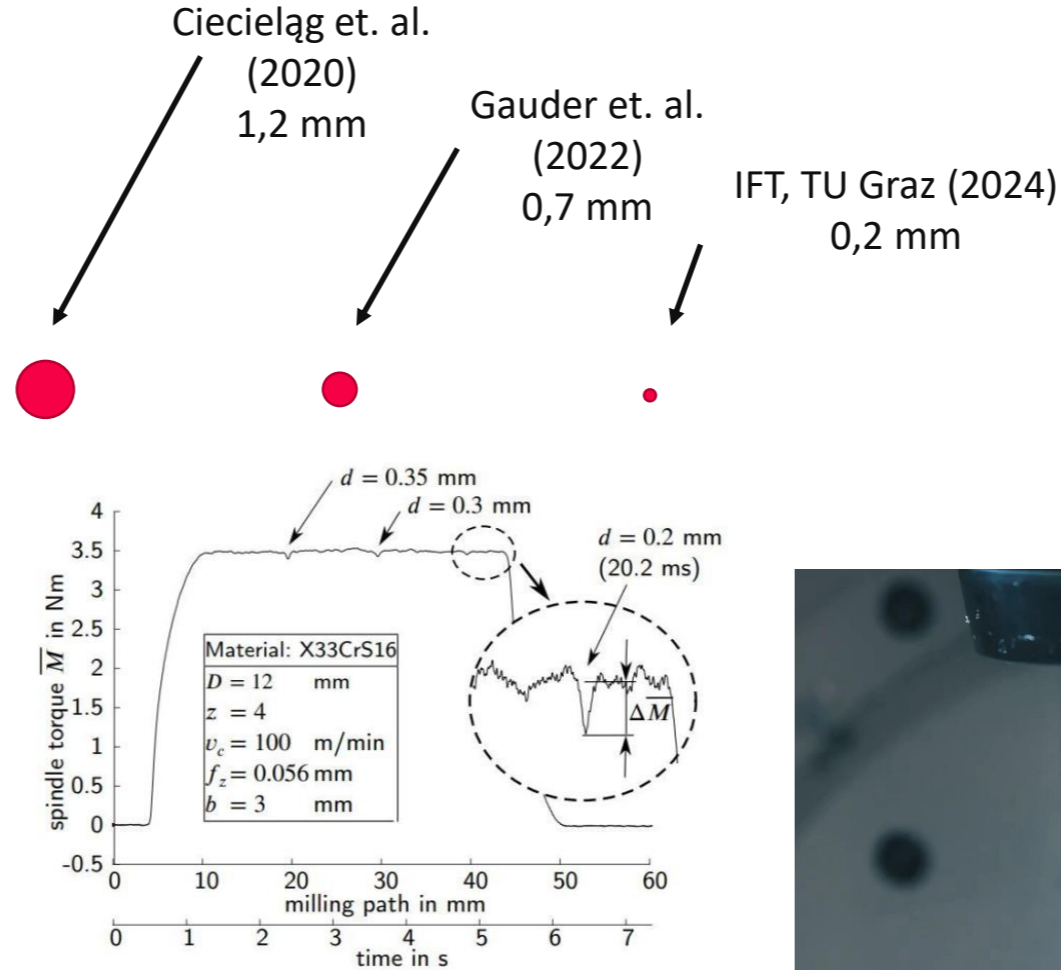 Ciecieląg et. al.
(2020)
1,2 mm
Gauder et. al.
(2022)
0,7 mm
IFT, TU Graz (2024)
0,2 mm
d = 0.35 mm
d = 0.3 mm
d = 0.2 mm
(20.2 ms)
spindle torque M̅ in Nm
4
3.5
3
2.5
2
1.5
1
0.5
0
-0.5
Material: X33CrS16
D = 12 mm
z = 4
v_c = 100 m/min
f_z = 0.056 mm
b = 3 mm
ΔM̅
0 10 20 30 40 50 60
milling path in mm
0 1 2 3 4 5 6 7
time in s